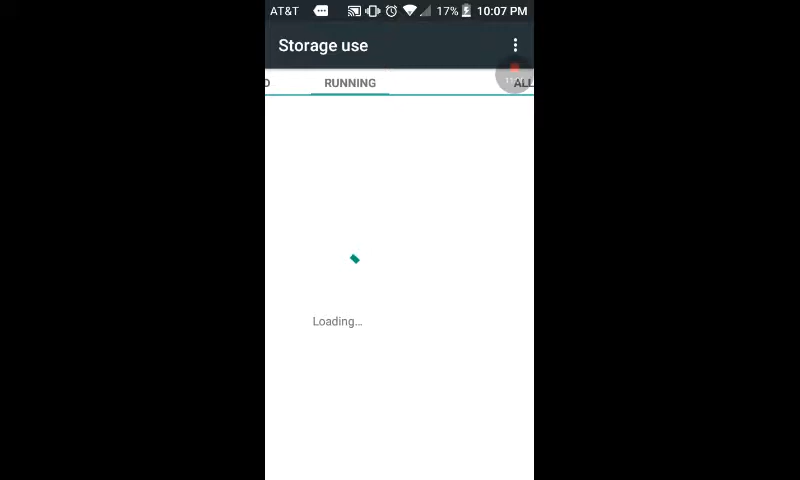 AT&T 17% 10:07 PM
Storage use
D RUNNING ALL
Loading...